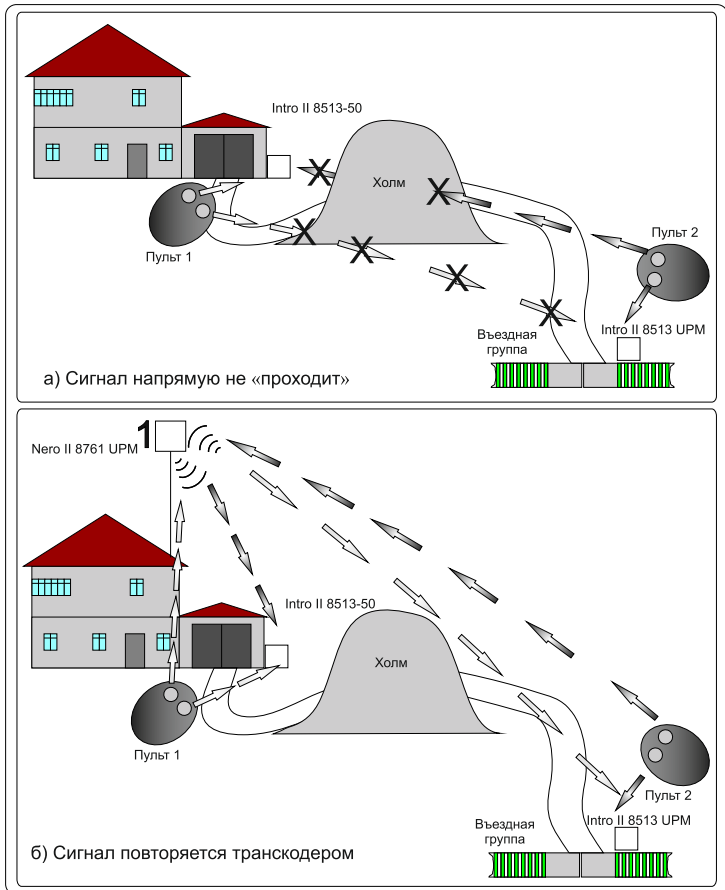 Intro II 8513-50
Холм
Пульт 1
Пульт 2
Intro II 8513 UPM
Въездная
группа
а) Сигнал напрямую не «проходит»
1
Nero II 8761 UPM
Intro II 8513-50
Холм
Пульт 1
Пульт 2
Intro II 8513 UPM
Въездная
группа
б) Сигнал повторяется транскодером